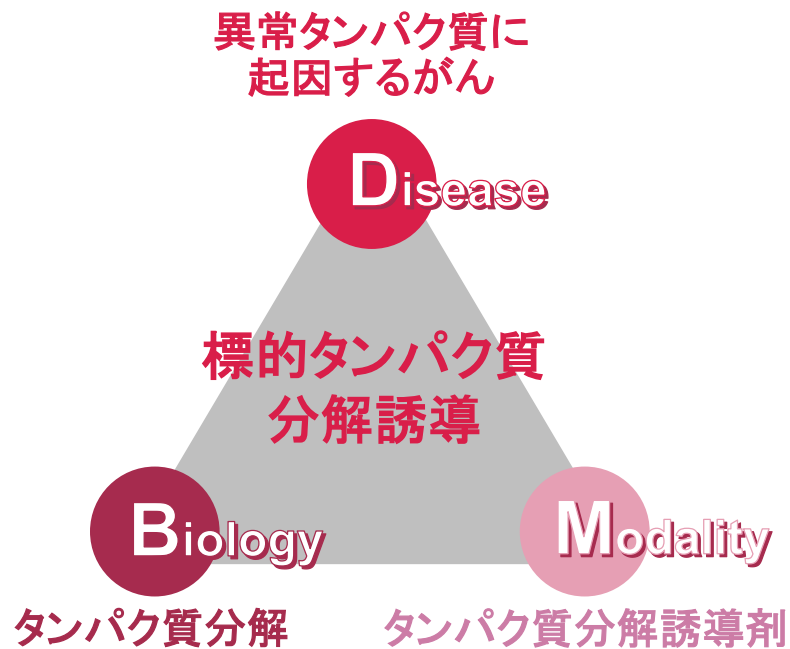 異常タンパク質に
起因するがん
Disease
標的タンパク質
分解誘導
Biology
Modality
タンパク質分解
タンパク質分解誘導剤